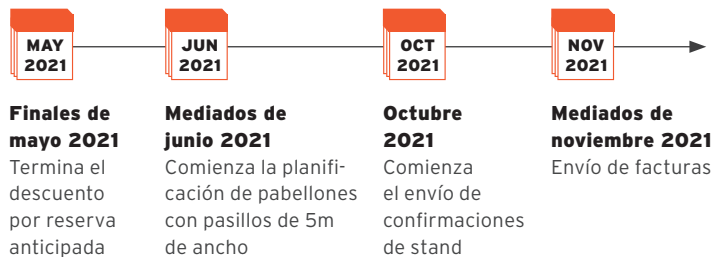 MAY
2021
JUN
2021
OCT
2021
NOV
2021
Finales de
mayo 2021
Termina el
descuento
por reserva
anticipada
Mediados de
junio 2021
Comienza la planifi-
cación de pabellones
con pasillos de 5m
de ancho
Octubre
2021
Comienza
el envío de
confirmaciones
de stand
Mediados de
noviembre 2021
Envío de facturas